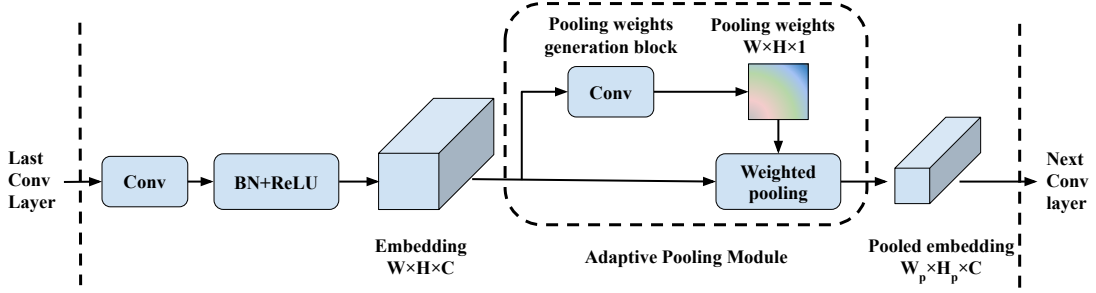 Last
Conv
Layer
Conv
BN+ReLU
Embedding
W×H×C
Pooling weights
generation block
Conv
Pooling weights
W×H×1
Weighted
pooling
Adaptive Pooling Module
Pooled embedding
Wp×Hp×C
Next
Conv
layer